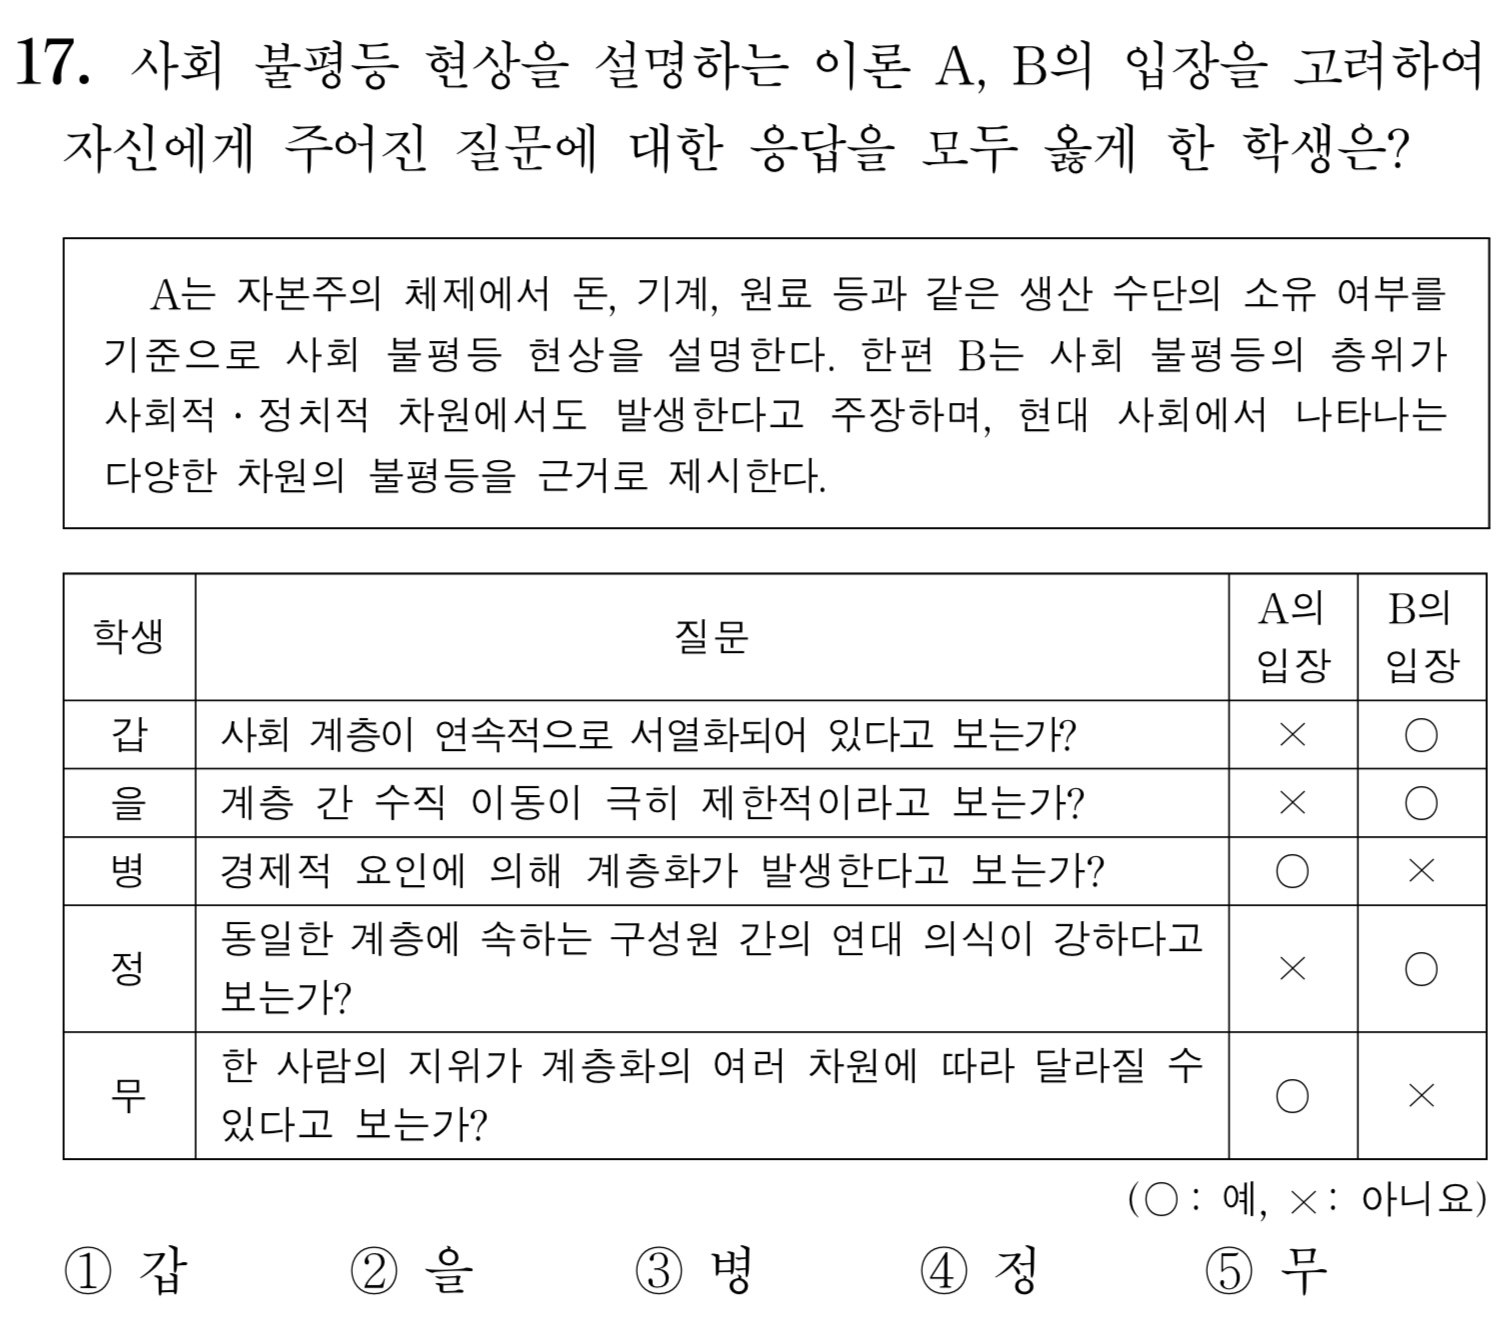 17. 사회 불평등 현상을 설명하는 이론 A, B의 입장을 고려하여
자신에게 주어진 질문에 대한 응답을 모두 옳게 한 학생은?
A는 자본주의 체제에서 돈, 기계, 원료 등과 같은 생산 수단의 소유 여부를
기준으로 사회 불평등 현상을 설명한다. 한편 B는 사회 불평등의 층위가
사회적·정치적 차원에서도 발생한다고 주장하며, 현대 사회에서 나타나는
다양한 차원의 불평등을 근거로 제시한다.
학생 질문 A의 입장 B의 입장
갑 사회 계층이 연속적으로 서열화되어 있다고 보는가? × ○
을 계층 간 수직 이동이 극히 제한적이라고 보는가? × ○
병 경제적 요인에 의해 계층화가 발생한다고 보는가? ○ ×
정 동일한 계층에 속하는 구성원 간의 연대 의식이 강하다고
보는가? × ○
무 한 사람의 지위가 계층화의 여러 차원에 따라 달라질 수
있다고 보는가? ○ ×
(○: 예, ×: 아니요)
① 갑 ② 을 ③ 병 ④ 정 ⑤ 무